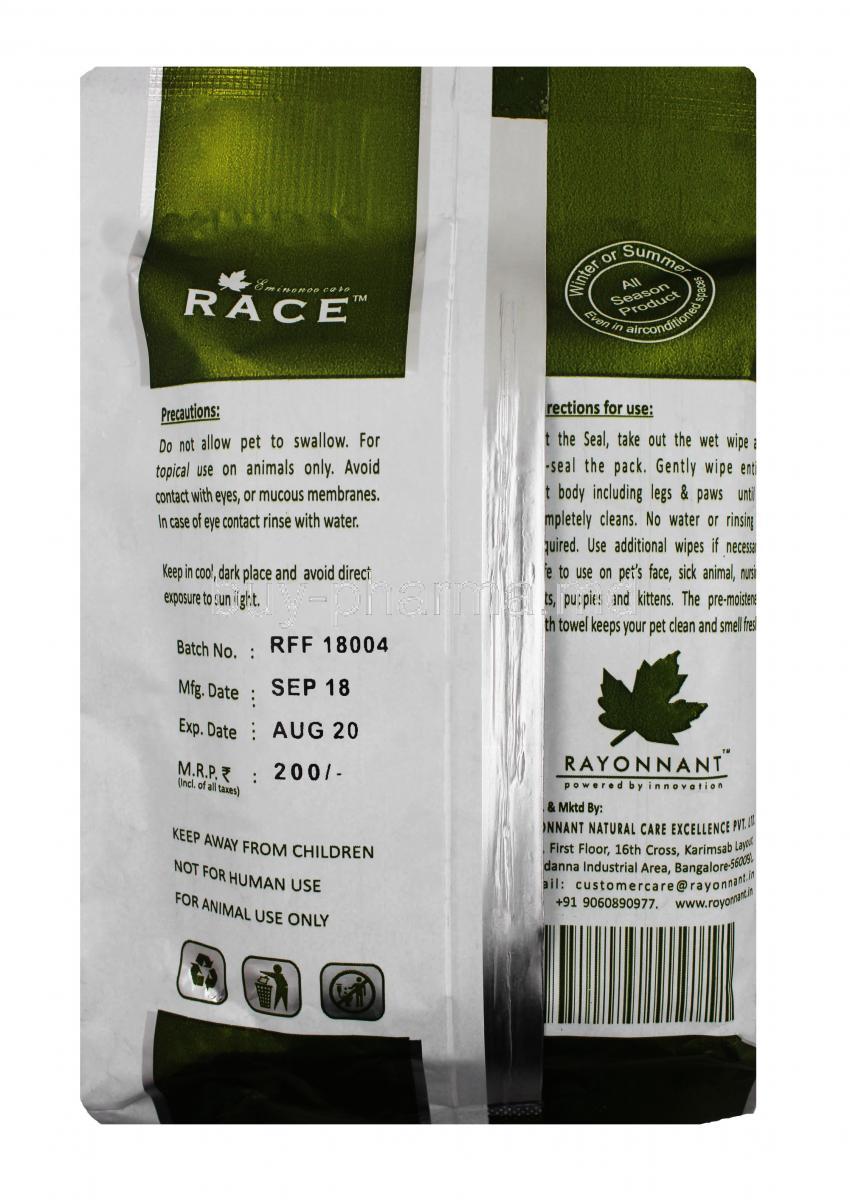 Eminence care
RACE™
Winter or Summer
All
Season
Product
Even in airconditioned spaces
Precautions:
Do not allow pet to swallow. For
topical use on animals only. Avoid
contact with eyes, or mucous membranes.
In case of eye contact rinse with water.
Keep in cool, dark place and avoid direct
exposure to sun light.
Batch No. : RFF 18004
Mfg. Date : SEP 18
Exp. Date : AUG 20
M.R.P. ₹ : 200/-
(Incl. of all taxes)
KEEP AWAY FROM CHILDREN
NOT FOR HUMAN USE
FOR ANIMAL USE ONLY
rections for use:
t the Seal, take out the wet wipe a
-seal the pack. Gently wipe enti
t body including legs & paws until
mpletely cleans. No water or rinsing
quired. Use additional wipes if necessa
fe to use on pet's face, sick animal, nursi
ts, puppies and kittens. The pre-moistene
th towel keeps your pet clean and smell fres
RAYONNANT™
powered by innovation
. & Mktd By:
ONNANT NATURAL CARE EXCELLENCE PVT. LTD.
, First Floor, 16th Cross, Karimsab Layout
danna Industrial Area, Bangalore-560091.
ail: customercare@rayonnant.in
+91 9060890977. www.royonnant.in
buy-pharma.md